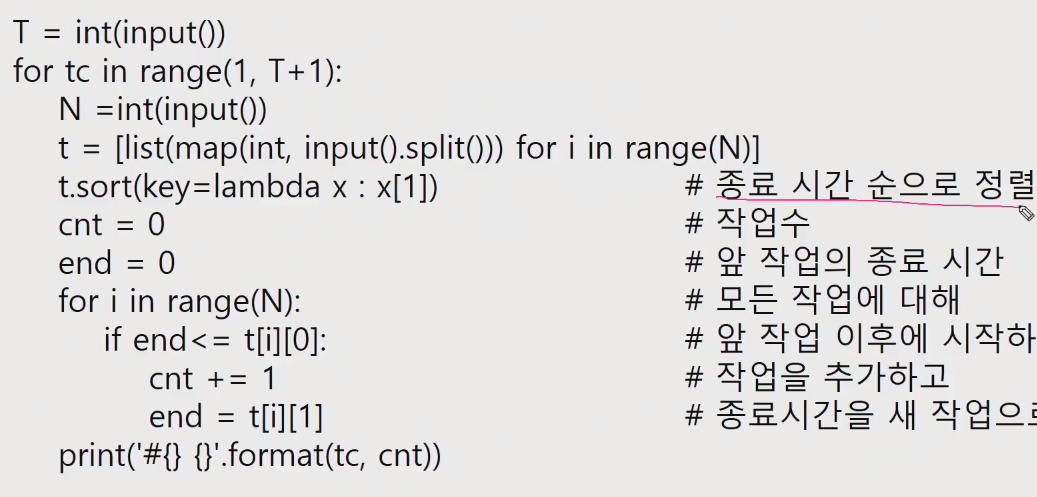 T = int(input())
for tc in range(1, T+1):
N =int(input())
t = [list(map(int, input().split())) for i in range(N)]
t.sort(key=lambda x : x[1]) # 종료 시간 순으로 정렬
cnt = 0 # 작업수
end = 0 # 앞 작업의 종료 시간
for i in range(N): # 모든 작업에 대해
if end<= t[i][0]: # 앞 작업 이후에 시작하
cnt += 1 # 작업을 추가하고
end = t[i][1] # 종료시간을 새 작업으
print('#{} {}'.format(tc, cnt))